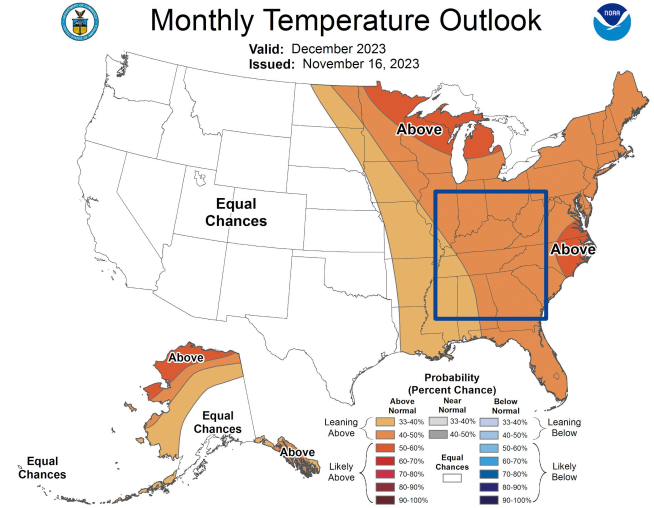 Monthly Temperature Outlook
NOAA
Valid: December 2023
Issued: November 16, 2023
Above
Equal
Chances
Above
Above
Equal
Chances
Above
Equal
Chances
Probability
(Percent Chance)
Above
Normal
Near
Normal
Below
Normal
Leaning
Above
33-40%
40-50%
50-60%
60-70%
70-80%
80-90%
90-100%
Likely
Above
33-40%
40-50%
Equal
Chances
33-40%
40-50%
50-60%
60-70%
70-80%
80-90%
90-100%
Leaning
Below
Likely
Below